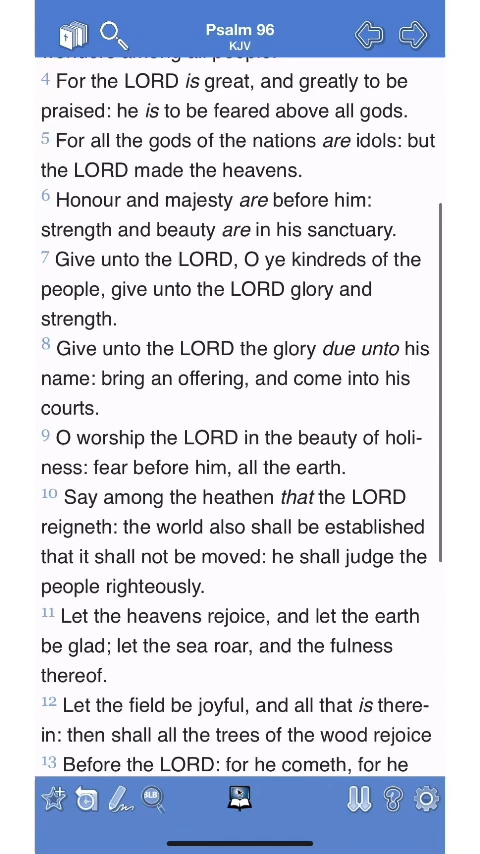 Psalm 96
KJV
wonders among all people.
4 For the LORD is great, and greatly to be
praised: he is to be feared above all gods.
5 For all the gods of the nations are idols: but
the LORD made the heavens.
6 Honour and majesty are before him:
strength and beauty are in his sanctuary.
7 Give unto the LORD, O ye kindreds of the
people, give unto the LORD glory and
strength.
8 Give unto the LORD the glory due unto his
name: bring an offering, and come into his
courts.
9 O worship the LORD in the beauty of holi-
ness: fear before him, all the earth.
10 Say among the heathen that the LORD
reigneth: the world also shall be established
that it shall not be moved: he shall judge the
people righteously.
11 Let the heavens rejoice, and let the earth
be glad; let the sea roar, and the fulness
thereof.
12 Let the field be joyful, and all that is there-
in: then shall all the trees of the wood rejoice
13 Before the LORD: for he cometh, for he
BLB